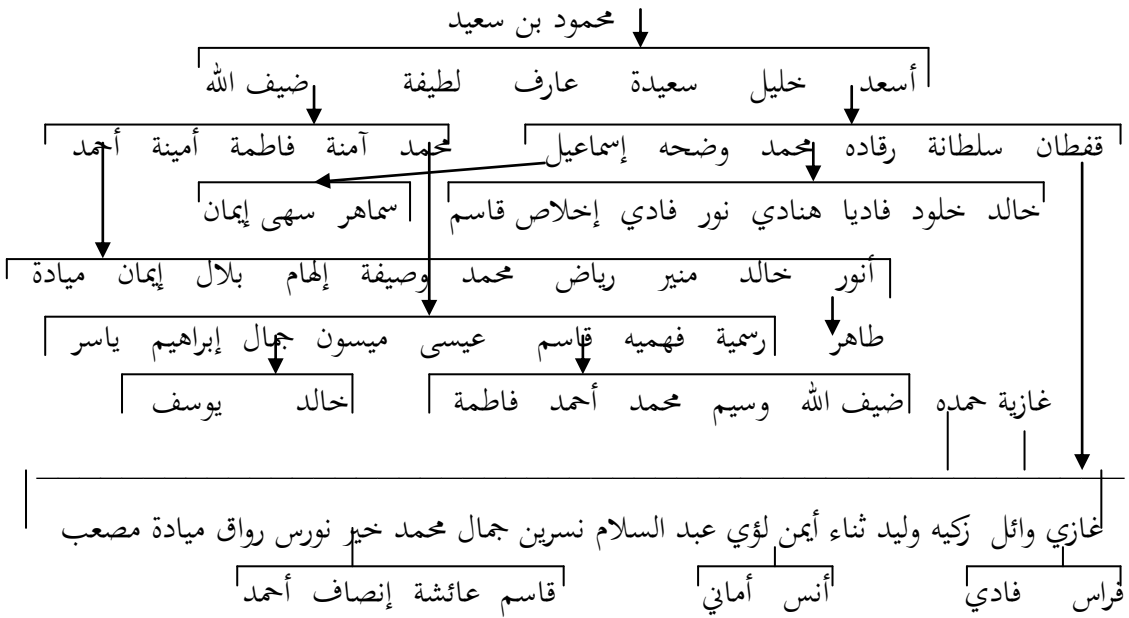 محمود بن سعيد
أسعد خليل سعيدة عارف لطيفة ضيف الله
قفطان سلطانة رقاده محمد وضحه إسماعيل محمد آمنة فاطمة أمينة أحمد
خالد خلود فاديا هنادي نور فادي إخلاص قاسم سماهر سهى إيمان
أنور خالد منير رياض محمد وصيفة إلهام بلال إيمان ميادة
طاهر رسمية فهميه قاسم عيسى ميسون جمال إبراهيم ياسر
غازية حمده ضيف الله وسيم محمد أحمد فاطمة خالد يوسف
غازي وائل زكيه وليد ثناء أيمن لؤي عبد السلام نسرين جمال محمد خير نورس رواق ميادة مصعب
فراس فادي أنس أماني قاسم عائشة إنصاف أحمد